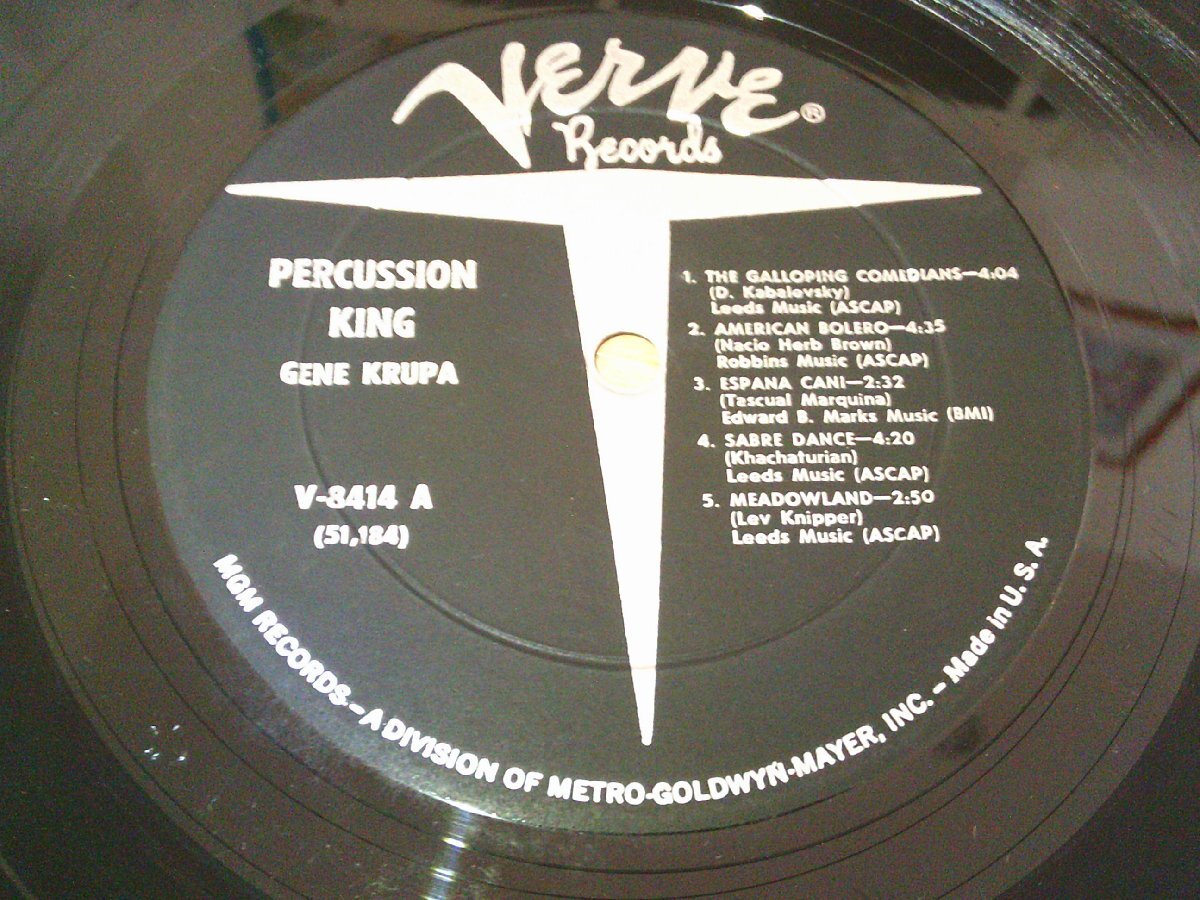 Verve®
Records
PERCUSSION
KING
GENE KRUPA
V-8414 A
(51,184)
1. THE GALLOPING COMEDIANS—4:04
(D. Kabalevsky)
Leeds Music (ASCAP)
2. AMERICAN BOLERO—4:35
(Nacio Herb Brown)
Robbins Music (ASCAP)
3. ESPANA CANI—2:32
(Tascual Marquina)
Edward B. Marks Music (BMI)
4. SABRE DANCE—4:20
(Khachaturian)
Leeds Music (ASCAP)
5. MEADOWLAND—2:50
(Lev Knipper)
Leeds Music (ASCAP)
MGM RECORDS – A DIVISION OF METRO-GOLDWYN-MAYER, INC. – Made in U. S. A.